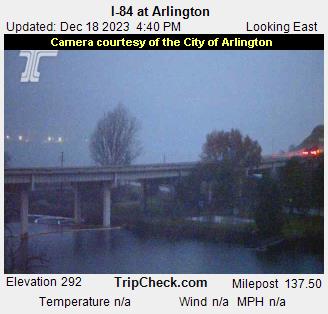 I-84 at Arlington
Updated: Dec 18 2023 4:40 PM Looking East
Camera courtesy of the City of Arlington
Elevation 292 TripCheck.com Milepost 137.50
Temperature n/a Wind n/a MPH n/a